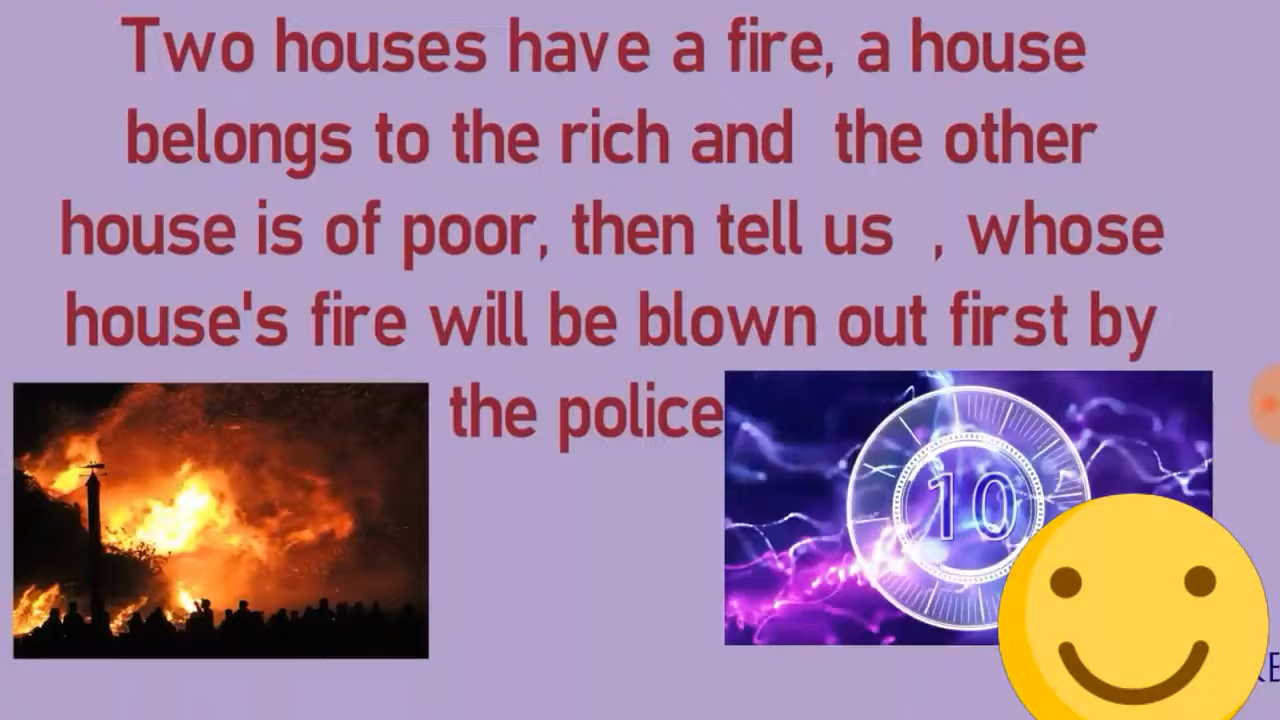 Two houses have a fire, a house
belongs to the rich and the other
house is of poor, then tell us , whose
house's fire will be blown out first by
the police
10